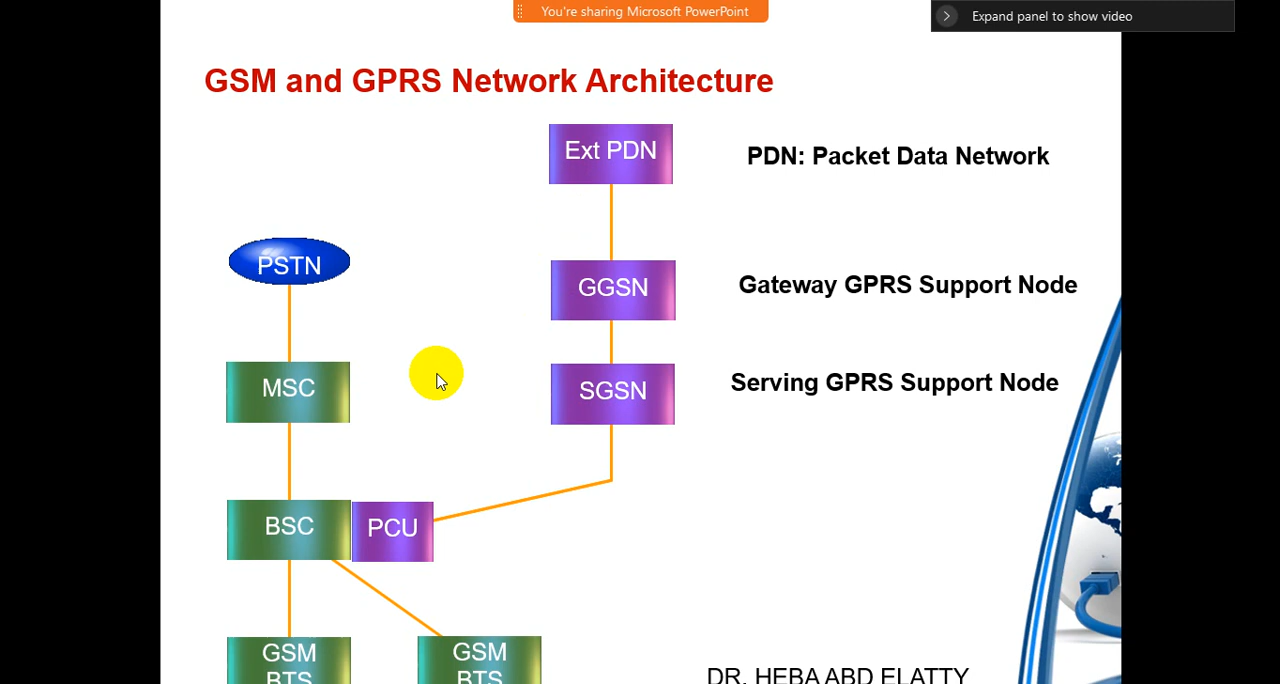 You're sharing Microsoft PowerPoint
Expand panel to show video
GSM and GPRS Network Architecture
Ext PDN
PDN: Packet Data Network
PSTN
GGSN
Gateway GPRS Support Node
MSC
SGSN
Serving GPRS Support Node
BSC
PCU
GSM
BTS
GSM
BTS
DR. HEBA ABD ELATTY